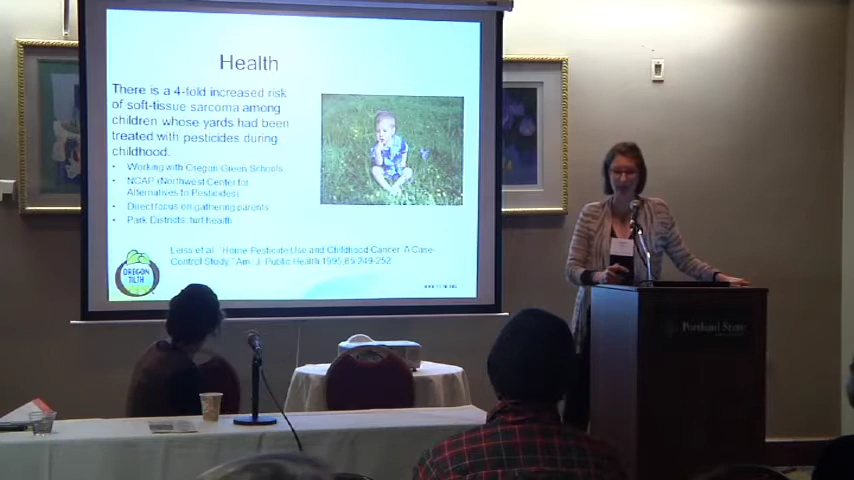 Health
There is a 4-fold increased risk
of soft-tissue sarcoma among
children whose yards had been
treated with pesticides during
childhood.
• Working with Oregon Green Schools
• NCAP (Northwest Center for
Alternatives to Pesticides)
• Direct focus on gathering parents
• Park Districts: turf health
Leiss et al. "Home Pesticide Use and Childhood Cancer: A Case-
Control Study," Am. J. Public Health 1995;85:249-252
OREGON
TILTH
Portland State